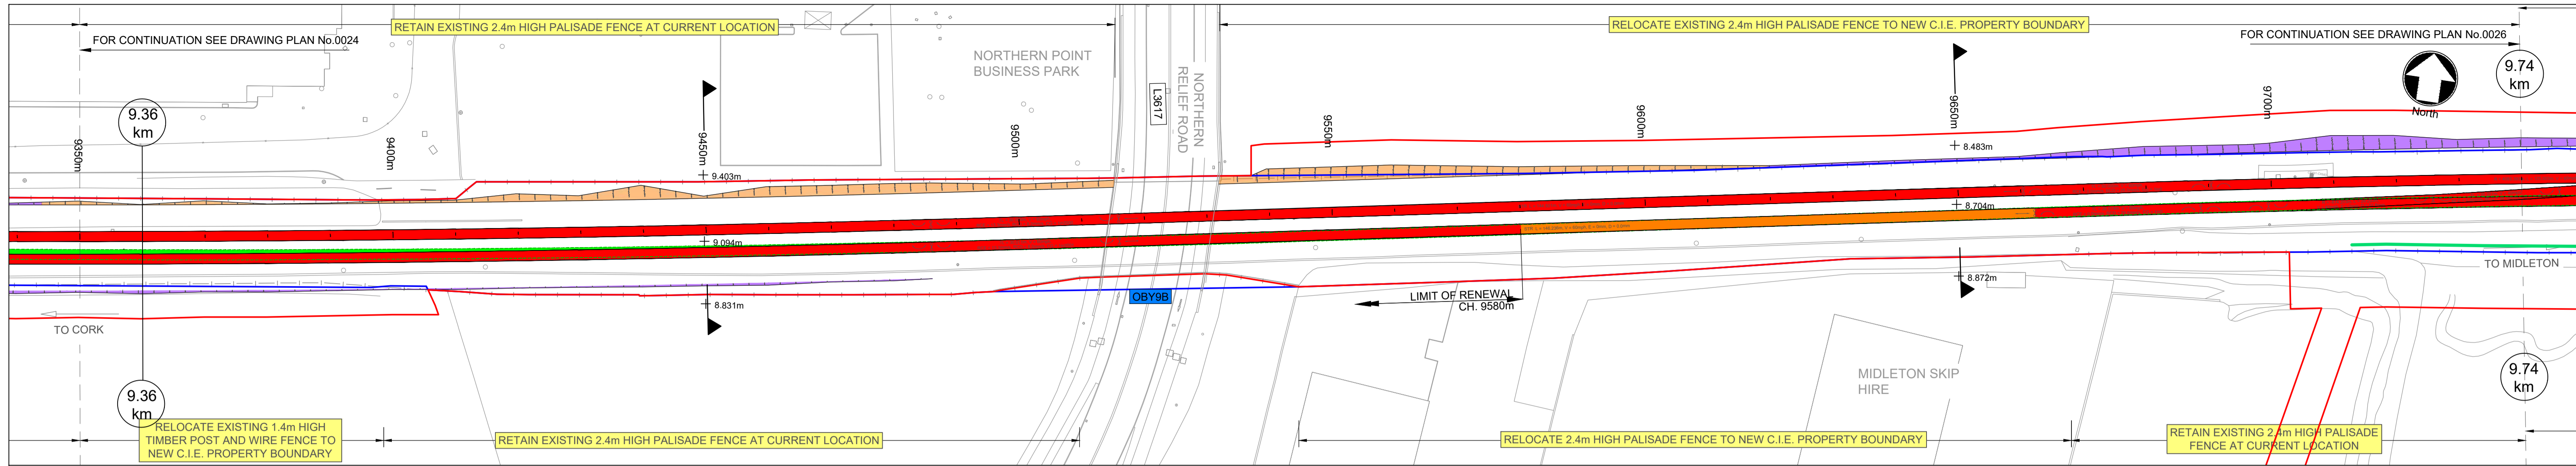 RETAIN EXISTING 2.4m HIGH PALISADE FENCE AT CURRENT LOCATION
RELOCATE EXISTING 2.4m HIGH PALISADE FENCE TO NEW C.I.E. PROPERTY BOUNDARY
FOR CONTINUATION SEE DRAWING PLAN No.0024
FOR CONTINUATION SEE DRAWING PLAN No.0026
NORTHERN POINT
BUSINESS PARK
NORTHERN
RELIEF ROAD
L3617
North
9.36
km
9.74
km
9350m
9400m
9450m
9500m
9550m
9600m
9650m
9700m
9.403m
8.483m
9.094m
8.704m
8.831m
8.872m
OBY9B
LIMIT OF RENEWAL
CH. 9580m
TO CORK
TO MIDLETON
MIDLETON SKIP
HIRE
9.36
km
9.74
km
RELOCATE EXISTING 1.4m HIGH
TIMBER POST AND WIRE FENCE TO
NEW C.I.E. PROPERTY BOUNDARY
RETAIN EXISTING 2.4m HIGH PALISADE FENCE AT CURRENT LOCATION
RELOCATE 2.4m HIGH PALISADE FENCE TO NEW C.I.E. PROPERTY BOUNDARY
RETAIN EXISTING 2.4m HIGH PALISADE
FENCE AT CURRENT LOCATION